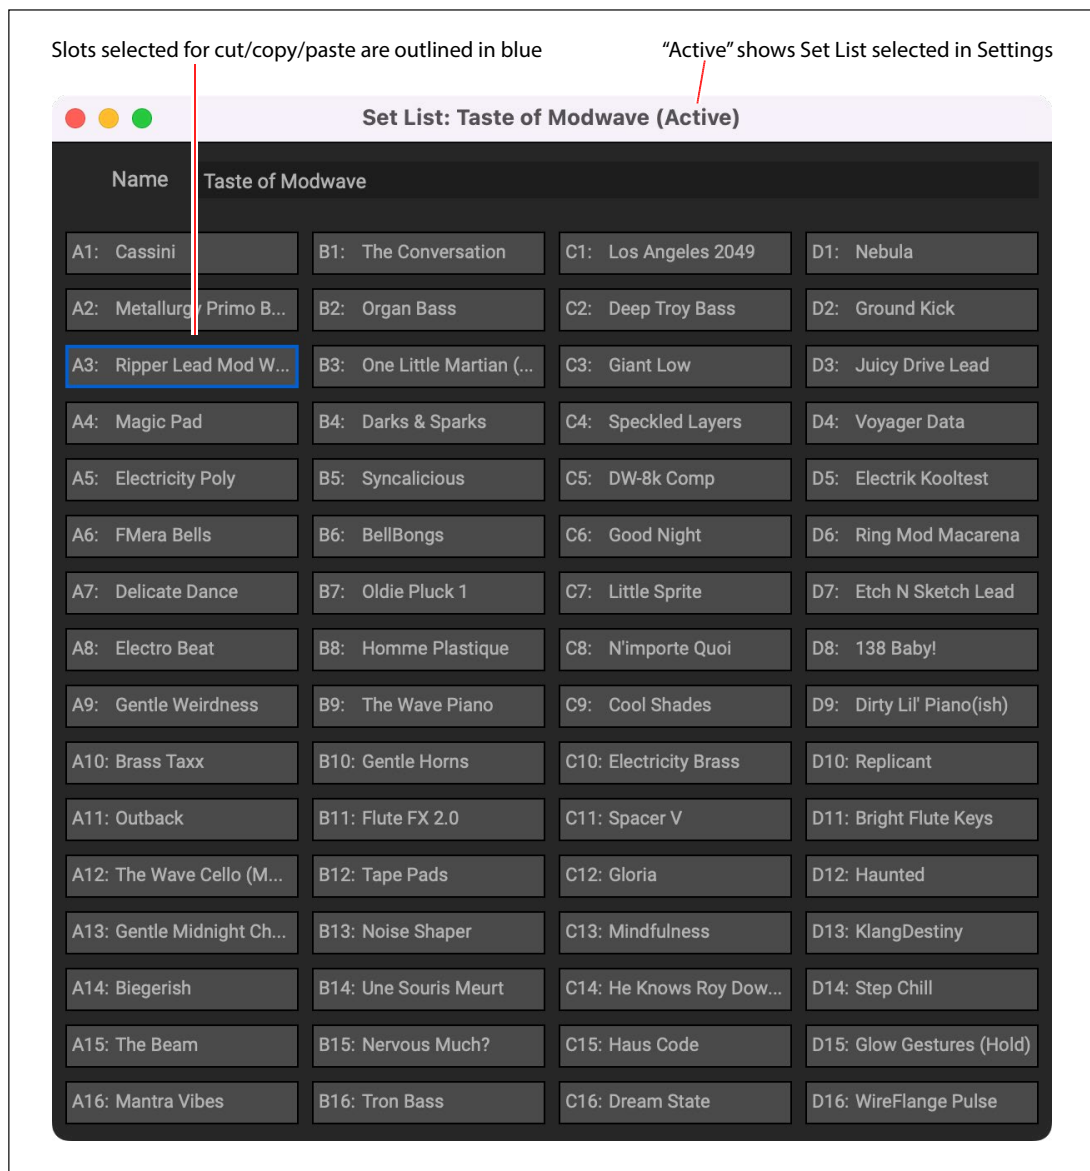 Slots selected for cut/copy/paste are outlined in blue
“Active” shows Set List selected in Settings
Set List: Taste of Modwave (Active)
Name Taste of Modwave
A1: Cassini B1: The Conversation C1: Los Angeles 2049 D1: Nebula
A2: Metallurgy Primo B... B2: Organ Bass C2: Deep Troy Bass D2: Ground Kick
A3: Ripper Lead Mod W... B3: One Little Martian (... C3: Giant Low D3: Juicy Drive Lead
A4: Magic Pad B4: Darks & Sparks C4: Speckled Layers D4: Voyager Data
A5: Electricity Poly B5: Syncalicious C5: DW-8k Comp D5: Electrik Kooltest
A6: FMera Bells B6: BellBongs C6: Good Night D6: Ring Mod Macarena
A7: Delicate Dance B7: Oldie Pluck 1 C7: Little Sprite D7: Etch N Sketch Lead
A8: Electro Beat B8: Homme Plastique C8: N'importe Quoi D8: 138 Baby!
A9: Gentle Weirdness B9: The Wave Piano C9: Cool Shades D9: Dirty Lil' Piano(ish)
A10: Brass Taxx B10: Gentle Horns C10: Electricity Brass D10: Replicant
A11: Outback B11: Flute FX 2.0 C11: Spacer V D11: Bright Flute Keys
A12: The Wave Cello (M... B12: Tape Pads C12: Gloria D12: Haunted
A13: Gentle Midnight Ch... B13: Noise Shaper C13: Mindfulness D13: KlangDestiny
A14: Biegerish B14: Une Souris Meurt C14: He Knows Roy Dow... D14: Step Chill
A15: The Beam B15: Nervous Much? C15: Haus Code D15: Glow Gestures (Hold)
A16: Mantra Vibes B16: Tron Bass C16: Dream State D16: WireFlange Pulse